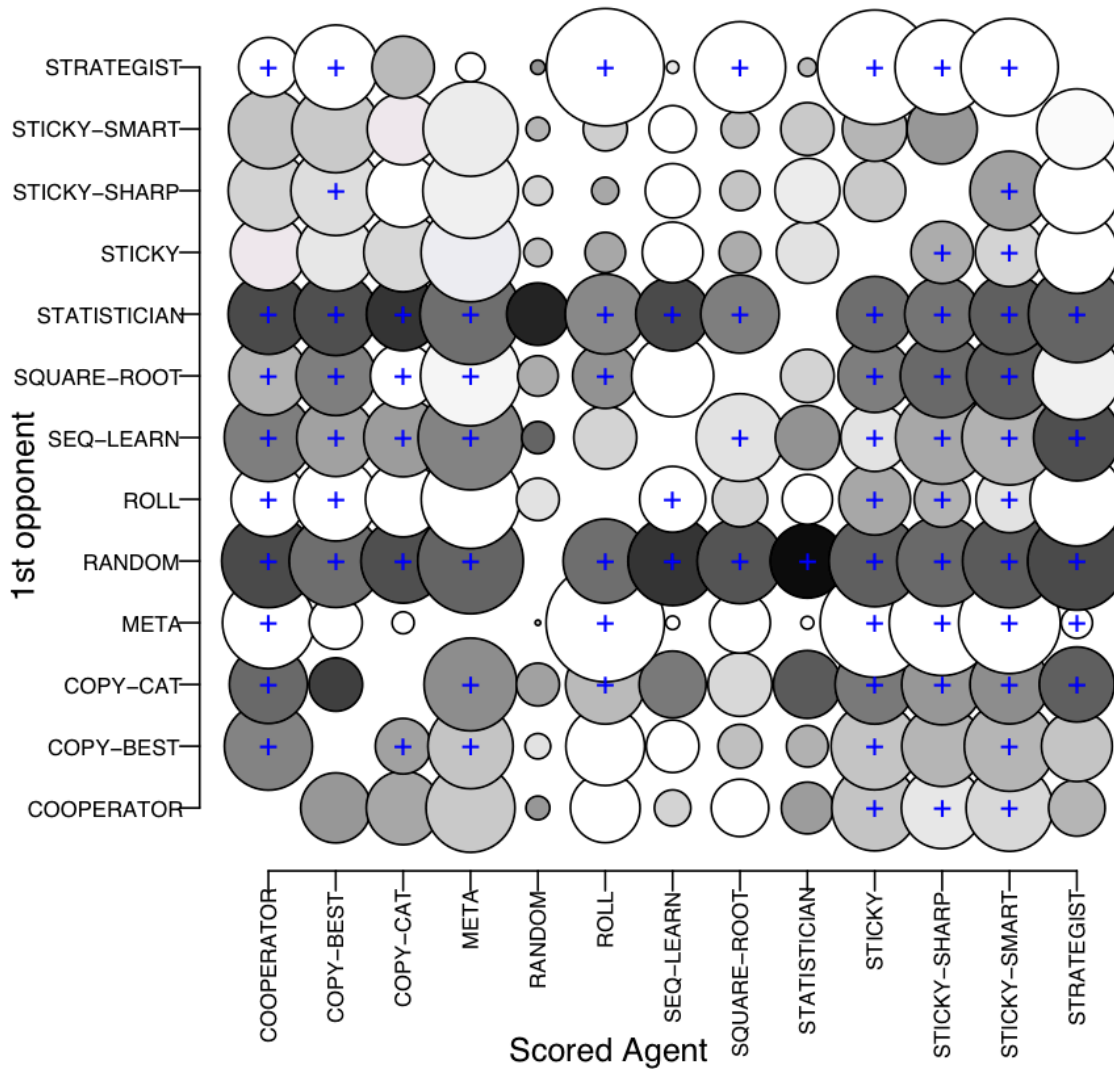 STRATEGIST
STICKY-SMART
STICKY-SHARP
STICKY
STATISTICIAN
SQUARE-ROOT
SEQ-LEARN
ROLL
RANDOM
META
COPY-CAT
COPY-BEST
COOPERATOR
1st opponent
COOPERATOR
COPY-BEST
COPY-CAT
META
RANDOM
ROLL
SEQ-LEARN
SQUARE-ROOT
STATISTICIAN
STICKY
STICKY-SHARP
STICKY-SMART
STRATEGIST
Scored Agent